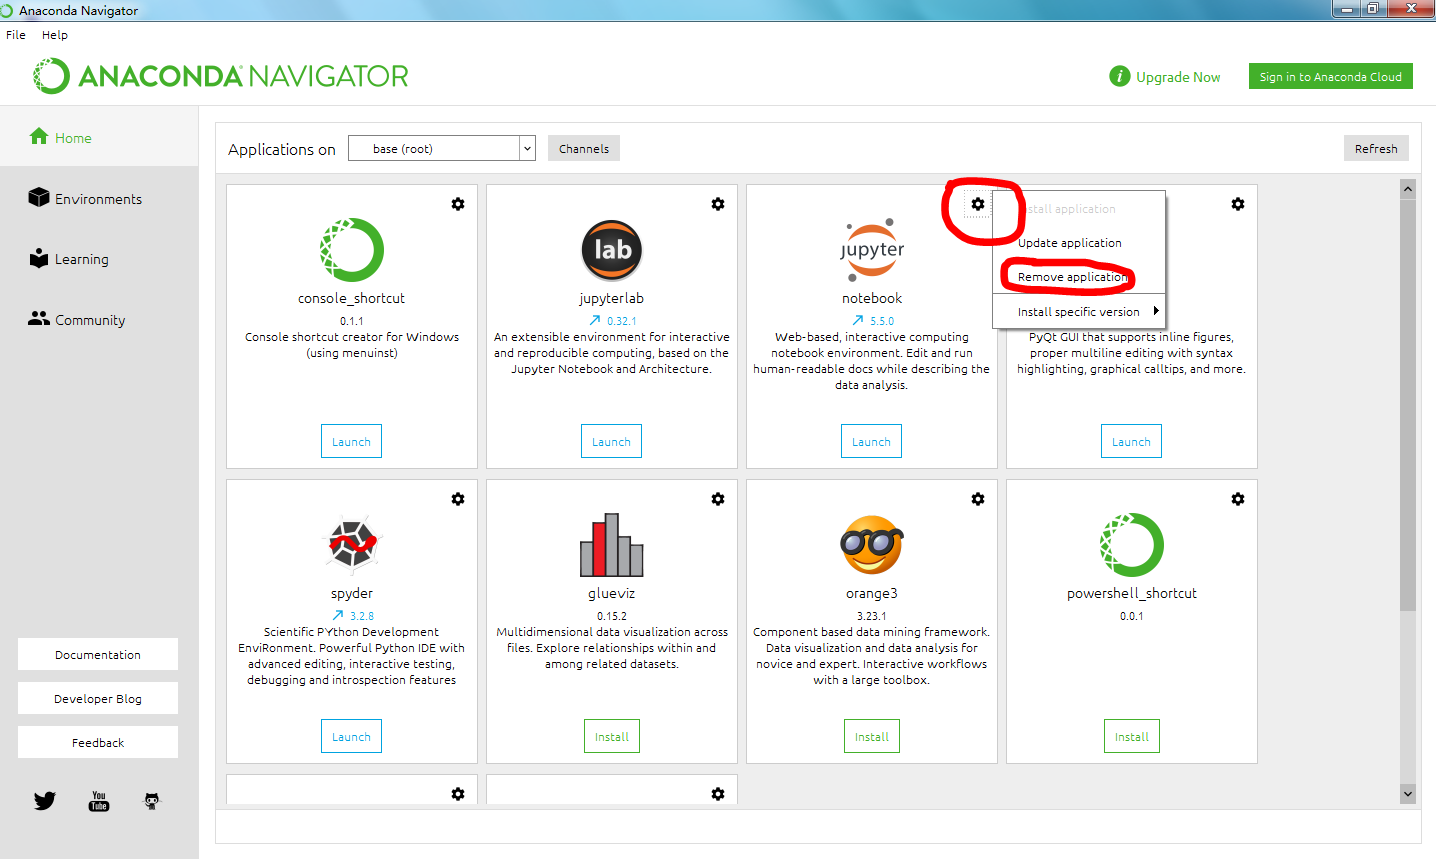 Anaconda Navigator
File Help
ANACONDA NAVIGATOR
i Upgrade Now Sign in to Anaconda Cloud
Home
Environments
Learning
Community
Documentation
Developer Blog
Feedback
You
Tube
Applications on base (root) Channels Refresh
console_shortcut
0.1.1
Console shortcut creator for Windows
(using menuinst)
Launch
lab
jupyterlab
0.32.1
An extensible environment for interactive
and reproducible computing, based on the
Jupyter Notebook and Architecture.
Launch
jupyter
notebook
5.5.0
Web-based, interactive computing
notebook environment. Edit and run
human-readable docs while describing the
data analysis.
Launch
application
Update application
Remove application
Install specific version
PyQt GUI that supports inline figures,
proper multiline editing with syntax
highlighting, graphical calltips, and more.
Launch
spyder
3.2.8
Scientific PYthon Development
EnviRonment. Powerful Python IDE with
advanced editing, interactive testing,
debugging and introspection features
Launch
glueviz
0.15.2
Multidimensional data visualization across
files. Explore relationships within and
among related datasets.
Install
orange3
3.23.1
Component based data mining framework.
Data visualization and data analysis for
novice and expert. Interactive workflows
with a large toolbox.
Install
powershell_shortcut
0.0.1
Install